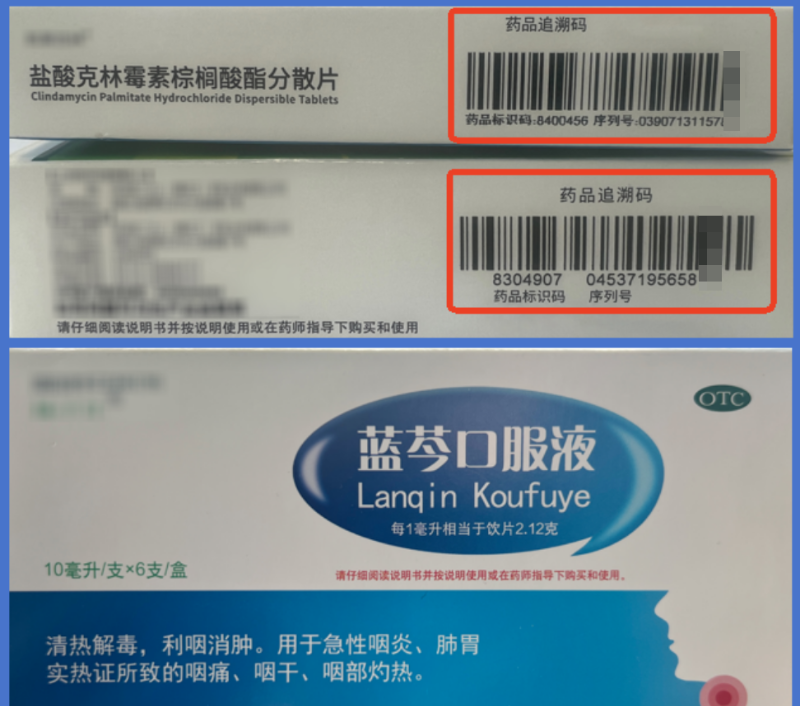 药品追溯码
盐酸克林霉素棕榈酸酯分散片
Clindamycin Palmitate Hydrochloride Dispersible Tablets
药品标识码:8400456 序列号:0390713115
药品追溯码
8304907 04537195658
药品标识码 序列号
请仔细阅读说明书并按说明使用或在药师指导下购买和使用
OTC
蓝芩口服液
Lanqin Koufuye
每1毫升相当于饮片2.12克
10毫升/支×6支/盒
请仔细阅读说明书并按说明使用或在药师指导下购买和使用。
清热解毒，利咽消肿。用于急性咽炎、肺胃
实热证所致的咽痛、咽干、咽部灼热。